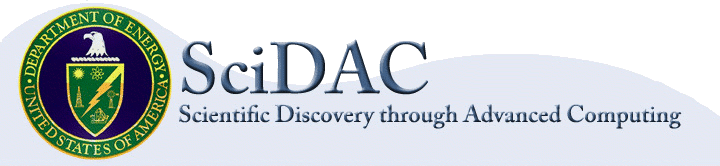 DEPARTMENT OF ENERGY
UNITED STATES OF AMERICA
SciDAC
Scientific Discovery through Advanced Computing